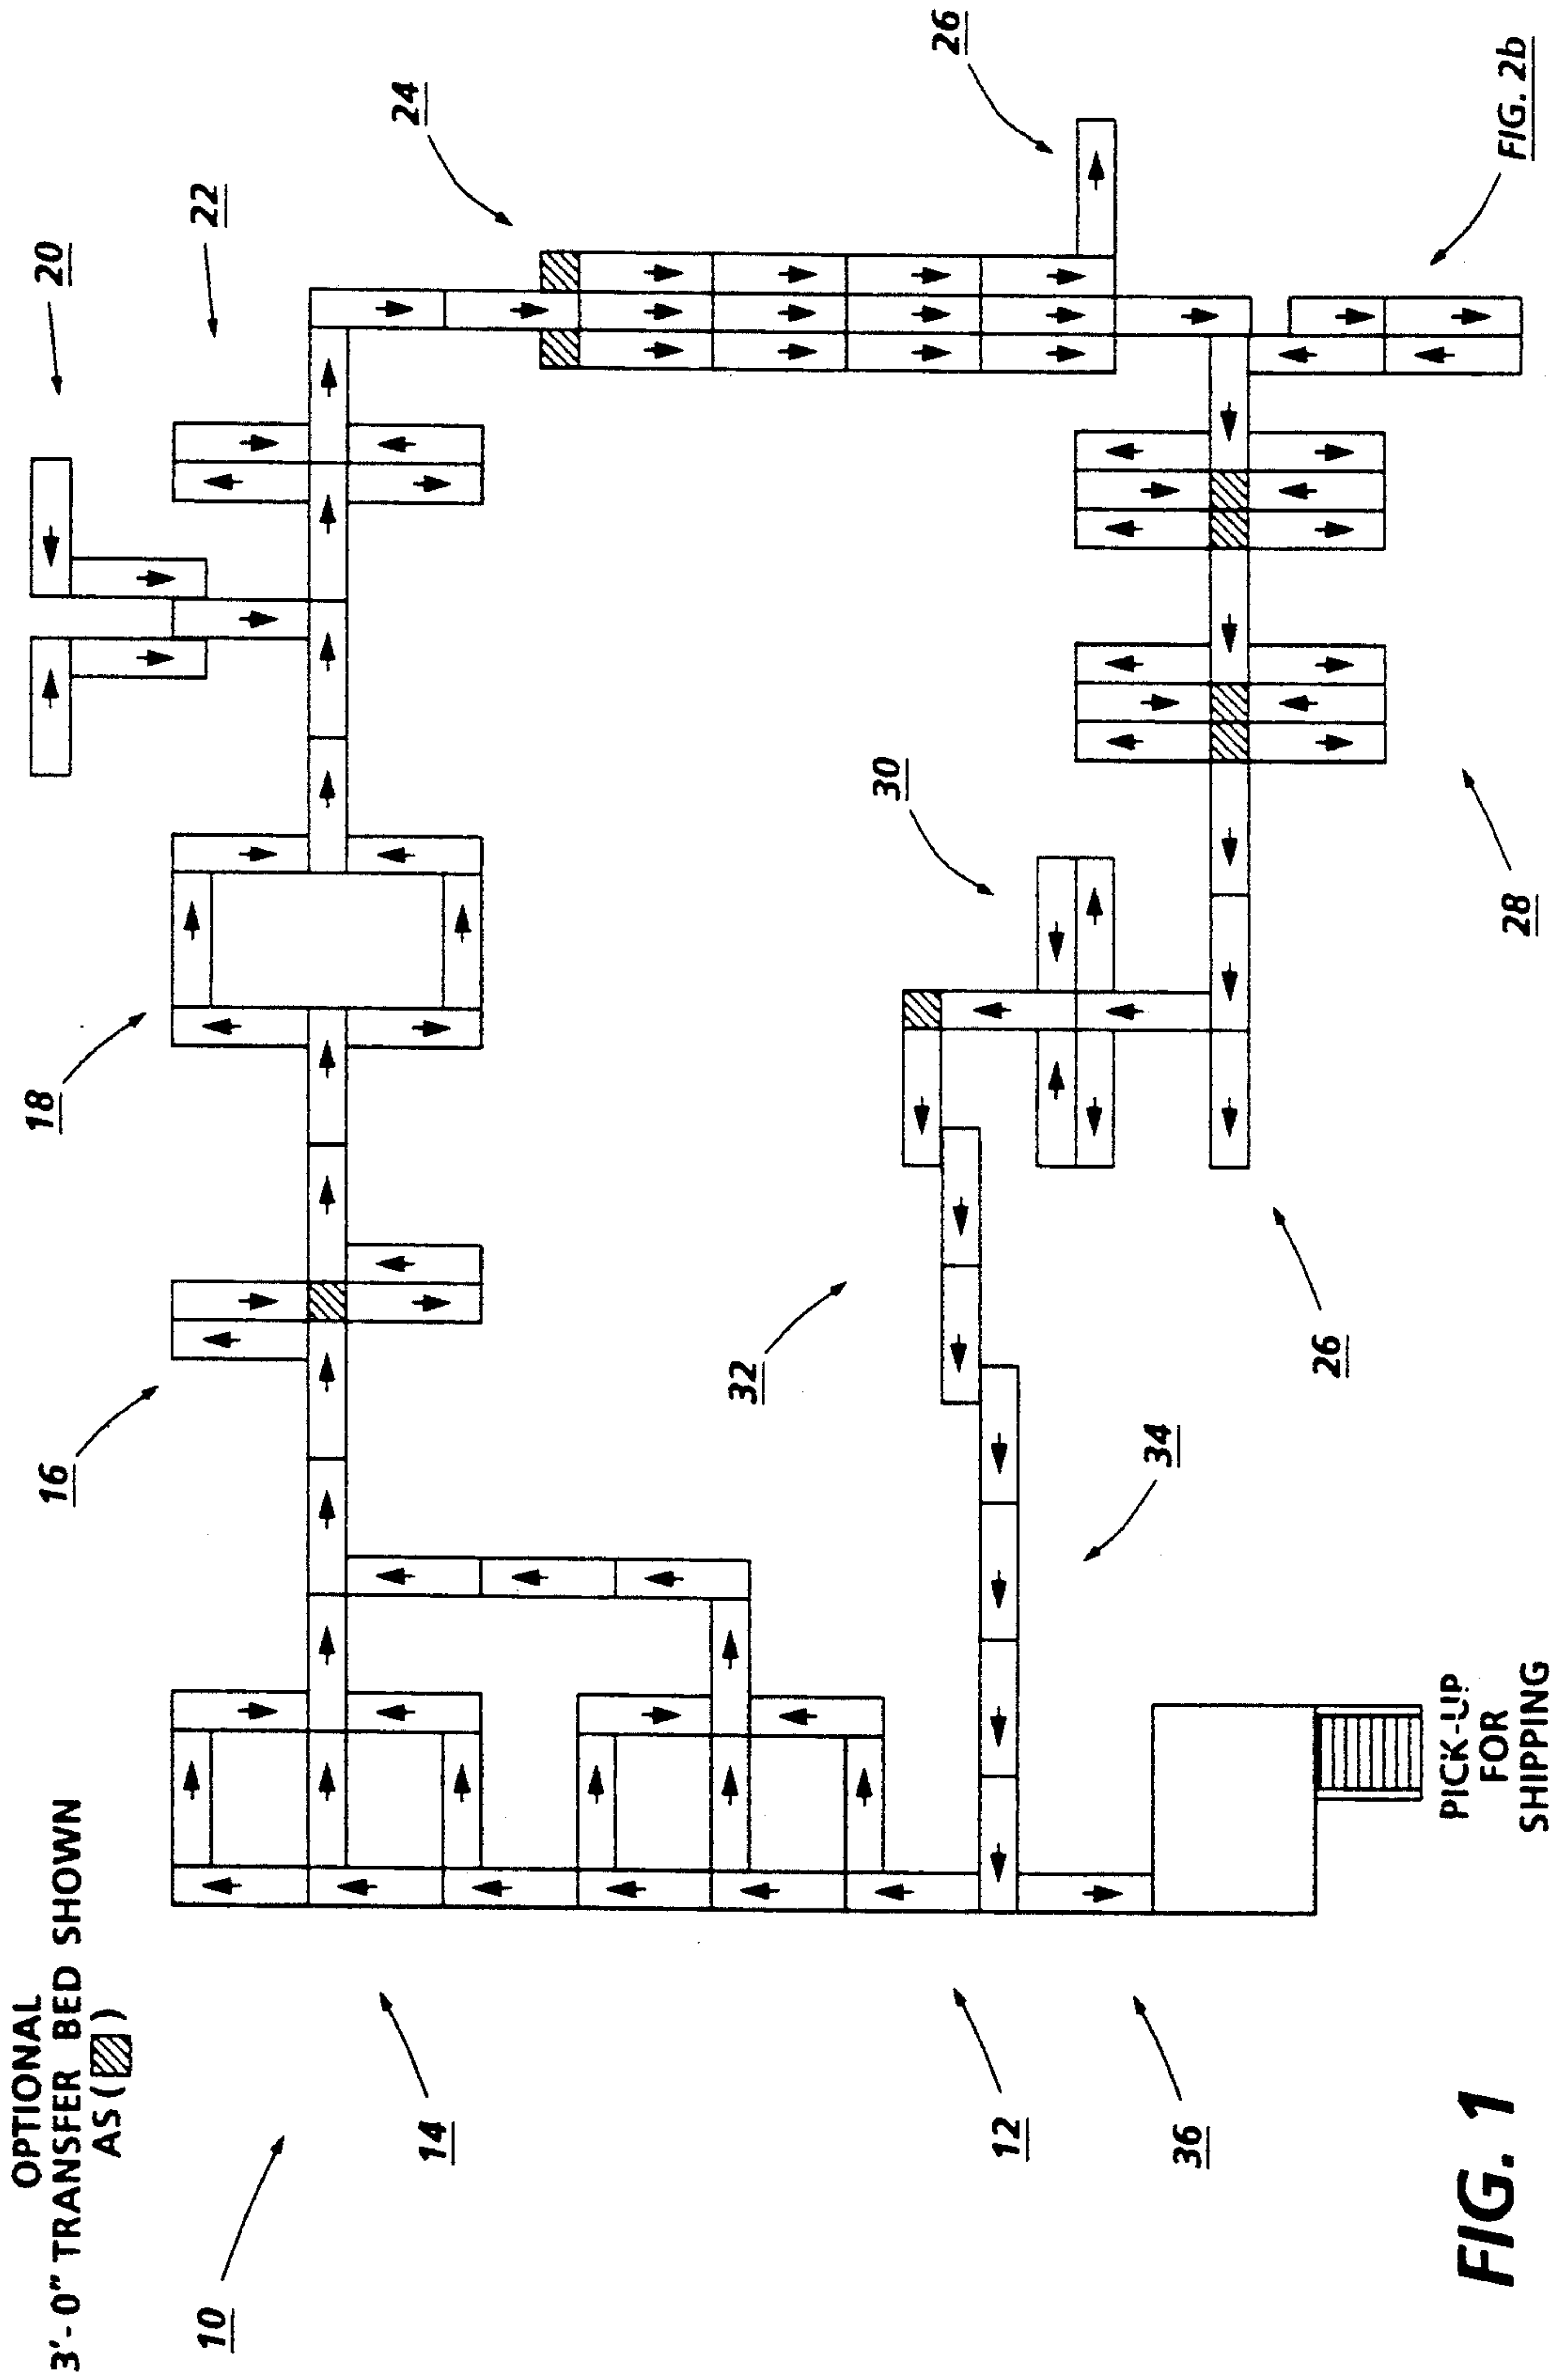 OPTIONAL
3'-0" TRANSFER BED SHOWN
AS ( )
10
14
16
18
20
22
24
26
FIG. 2b
28
30
26
32
34
12
36
PICK-UP
FOR
SHIPPING
FIG. 1